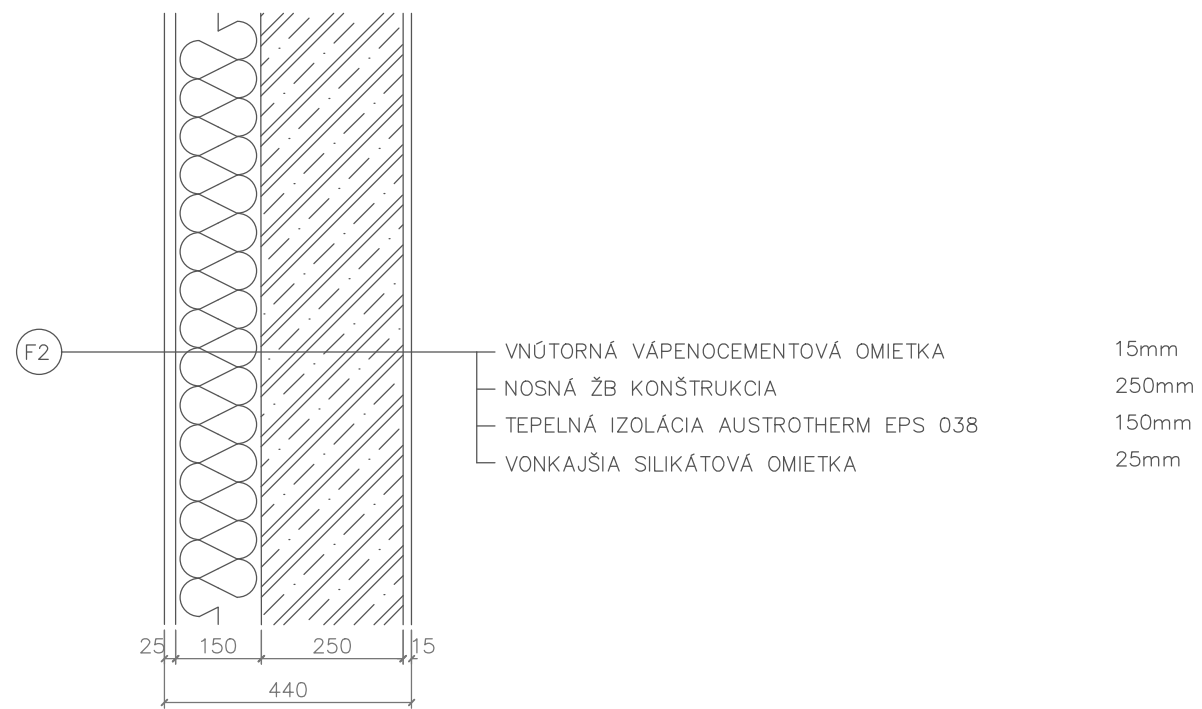 F2
VNÚTORNÁ VÁPENOCEMENTOVÁ OMIETKA 15mm
NOSNÁ ŽB KONŠTRUKCIA 250mm
TEPELNÁ IZOLÁCIA AUSTROTHERM EPS 038 150mm
VONKAJŠIA SILIKÁTOVÁ OMIETKA 25mm
25 150 250 15
440